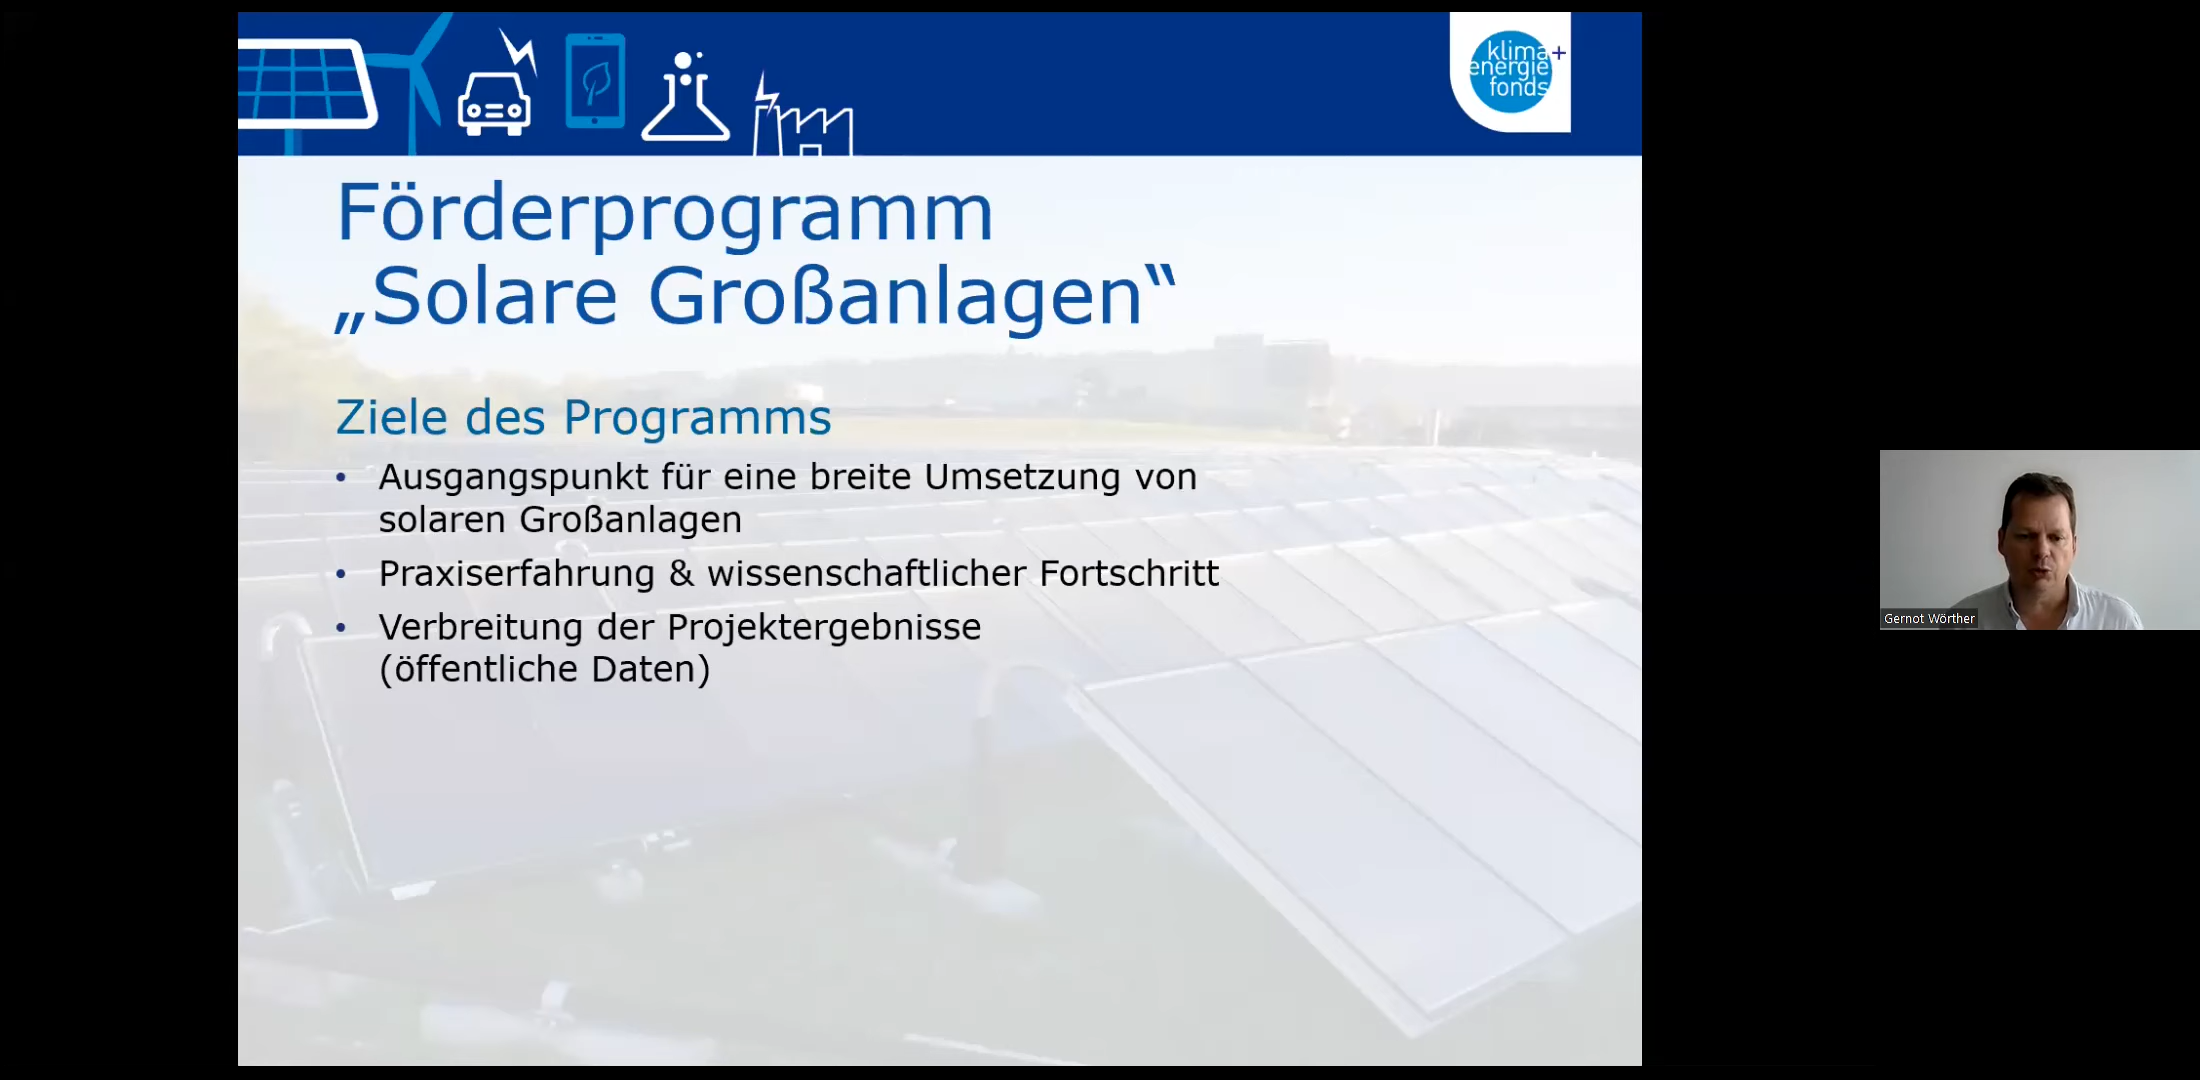 klima+
energie
fonds
Förderprogramm
„Solare Großanlagen“
Ziele des Programms
• Ausgangspunkt für eine breite Umsetzung von
solaren Großanlagen
• Praxiserfahrung & wissenschaftlicher Fortschritt
• Verbreitung der Projektergebnisse
(öffentliche Daten)
Gernot Wörther